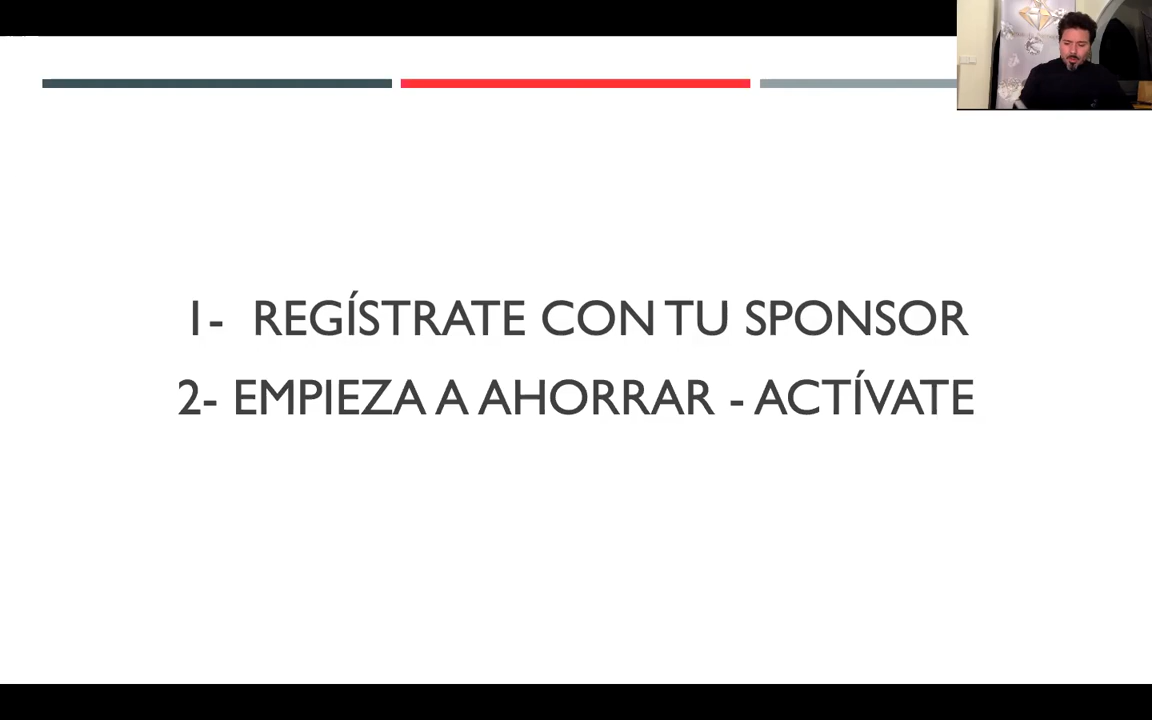 1- REGÍSTRATE CON TU SPONSOR
2- EMPIEZA A AHORRAR - ACTÍVATE